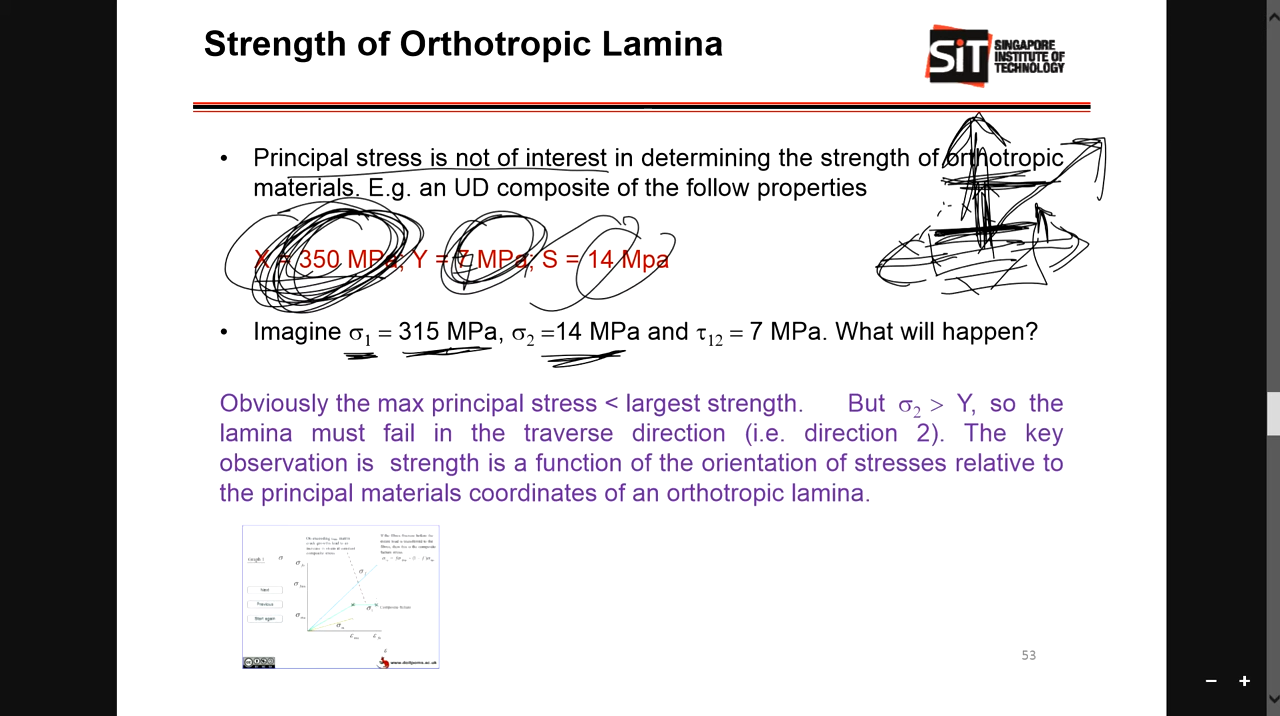 Strength of Orthotropic Lamina
SiT SINGAPORE
INSTITUTE OF
TECHNOLOGY
• Principal stress is not of interest in determining the strength of orthotropic
materials. E.g. an UD composite of the follow properties
X = 350 MPa; Y = 7 MPa; S = 14 Mpa
• Imagine σ1 = 315 MPa, σ2 =14 MPa and τ12 = 7 MPa. What will happen?
Obviously the max principal stress < largest strength. But σ2 > Y, so the
lamina must fail in the traverse direction (i.e. direction 2). The key
observation is strength is a function of the orientation of stresses relative to
the principal materials coordinates of an orthotropic lamina.
Next
Previous
Start again
www.doitpoms.ac.uk
53
− +